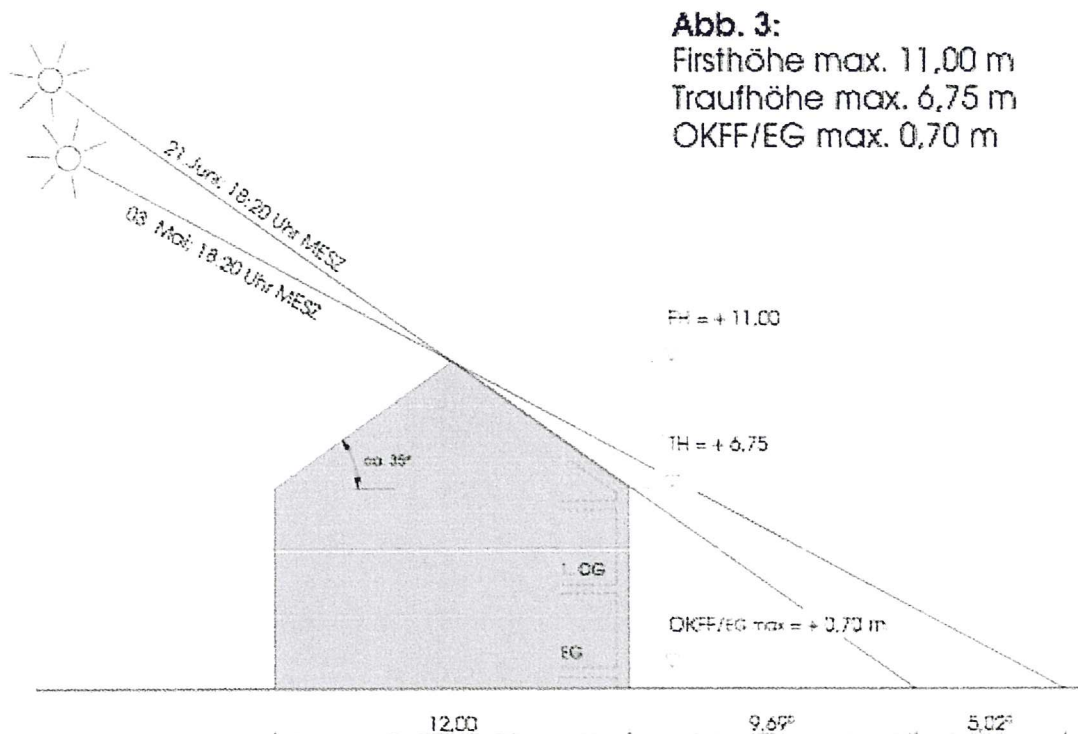 Abb. 3:
Firsthöhe max. 11,00 m
Traufhöhe max. 6,75 m
OKFF/EG max. 0,70 m
21. Juni; 18:20 Uhr MESZ
03. Mai; 18.20 Uhr MESZ
FH = + 11.00
TH = + 6,75
ca. 35°
1. OG
OKFF/EG max = + 0,70 m
EG
12,00
9,69⁵
5,02⁵